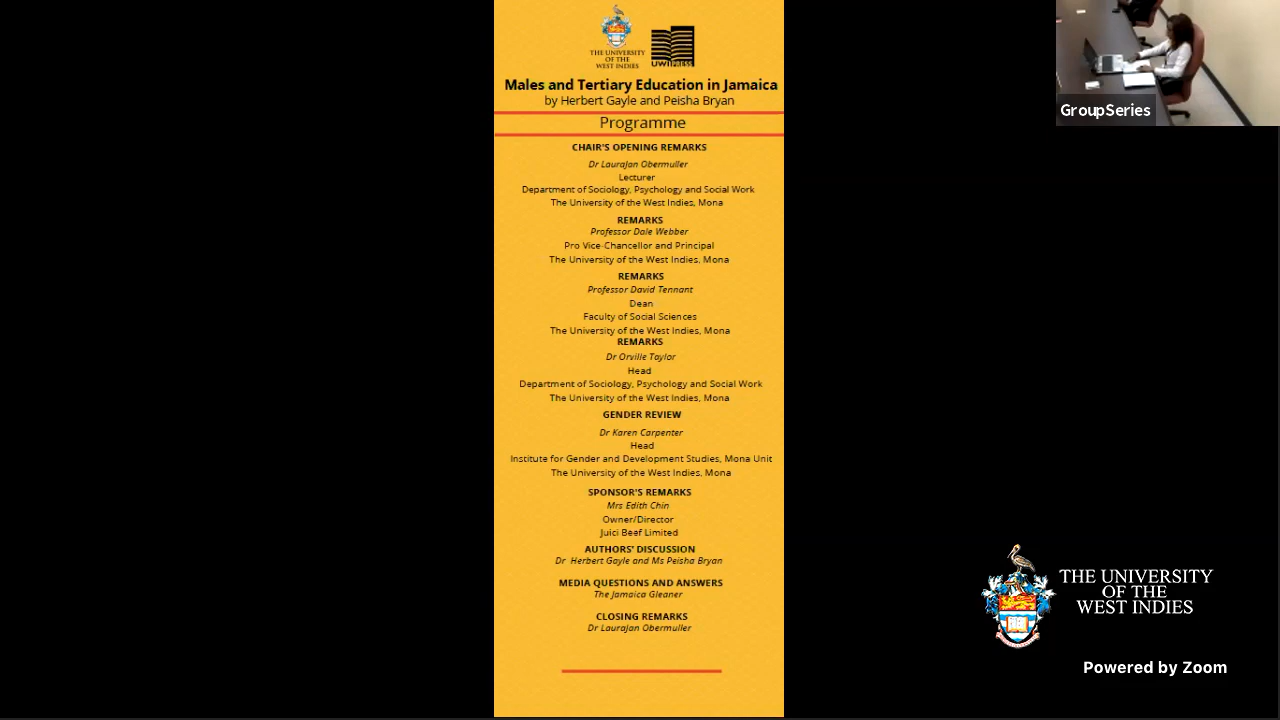 THE UNIVERSITY
OF THE
WEST INDIES
UWIPRESS
Males and Tertiary Education in Jamaica
by Herbert Gayle and Peisha Bryan
Programme
CHAIR'S OPENING REMARKS
Dr LauraJan Obermuller
Lecturer
Department of Sociology, Psychology and Social Work
The University of the West Indies, Mona
REMARKS
Professor Dale Webber
Pro Vice-Chancellor and Principal
The University of the West Indies, Mona
REMARKS
Professor David Tennant
Dean
Faculty of Social Sciences
The University of the West Indies, Mona
REMARKS
Dr Orville Taylor
Head
Department of Sociology, Psychology and Social Work
The University of the West Indies, Mona
GENDER REVIEW
Dr Karen Carpenter
Head
Institute for Gender and Development Studies, Mona Unit
The University of the West Indies, Mona
SPONSOR'S REMARKS
Mrs Edith Chin
Owner/Director
Juici Beef Limited
AUTHORS' DISCUSSION
Dr Herbert Gayle and Ms Peisha Bryan
MEDIA QUESTIONS AND ANSWERS
The Jamaica Gleaner
CLOSING REMARKS
Dr LauraJan Obermuller
GroupSeries
THE UNIVERSITY
OF THE
WEST INDIES
Powered by Zoom